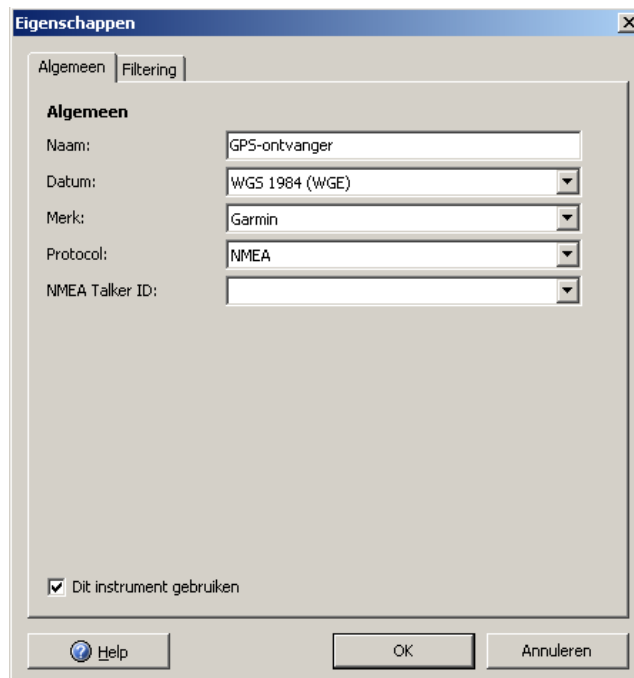 Eigenschappen
Algemeen Filtering
Algemeen
Naam: GPS-ontvanger
Datum: WGS 1984 (WGE)
Merk: Garmin
Protocol: NMEA
NMEA Talker ID:
Dit instrument gebruiken
Help OK Annuleren